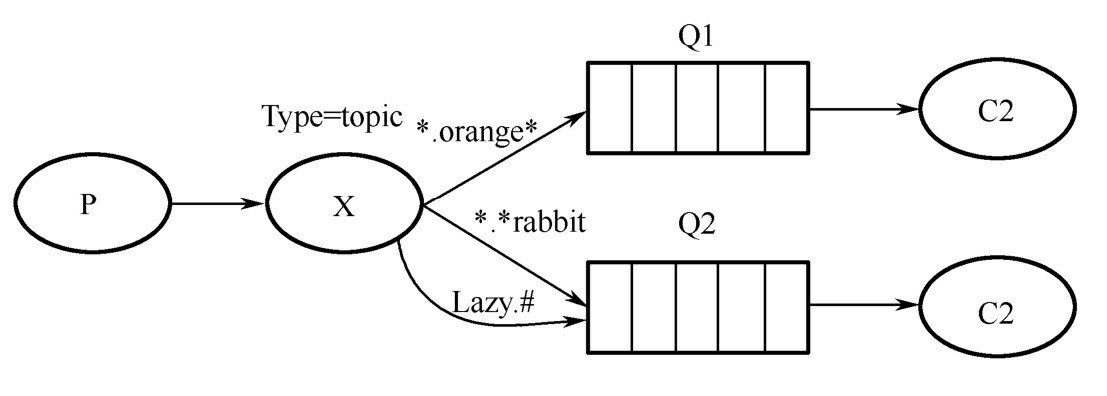 Q1
Type=topic
*.orange*
C2
P
X
*.*rabbit
Q2
Lazy.#
C2